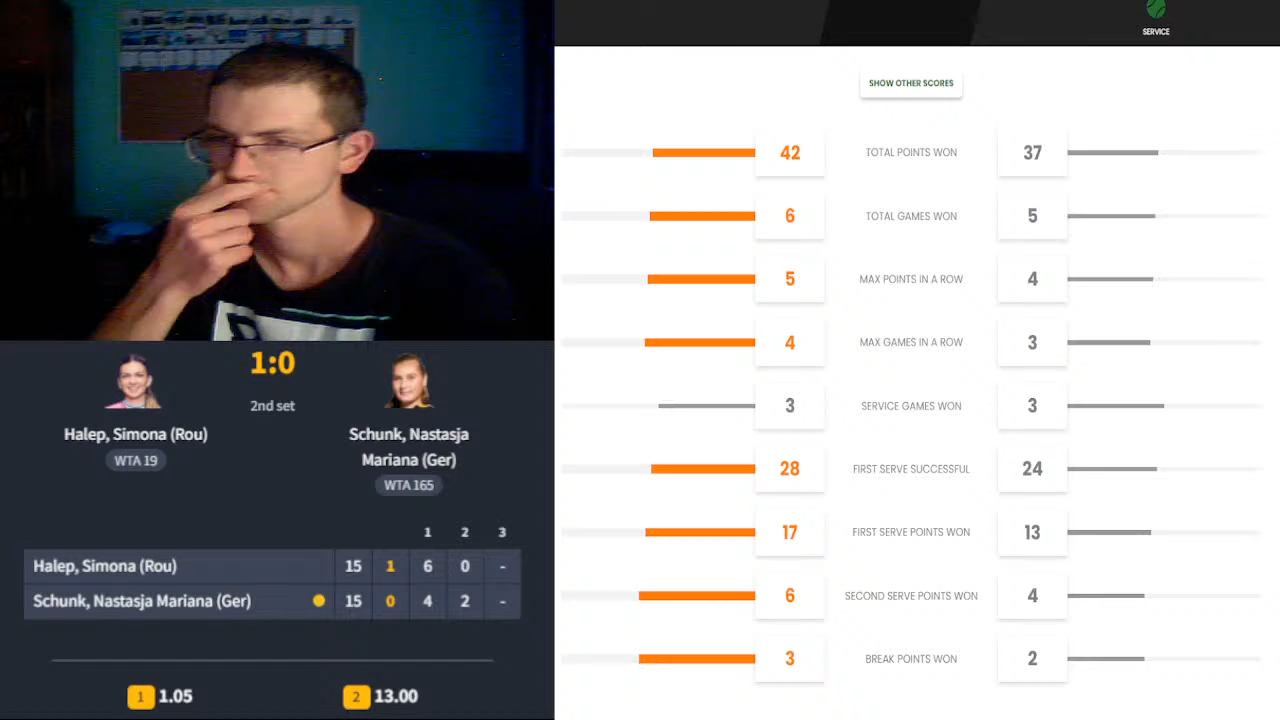 SERVICE
SHOW OTHER SCORES
42 TOTAL POINTS WON 37
6 TOTAL GAMES WON 5
5 MAX POINTS IN A ROW 4
4 MAX GAMES IN A ROW 3
3 SERVICE GAMES WON 3
28 FIRST SERVE SUCCESSFUL 24
17 FIRST SERVE POINTS WON 13
6 SECOND SERVE POINTS WON 4
3 BREAK POINTS WON 2
1:0
2nd set
Halep, Simona (Rou)
WTA 19
Schunk, Nastasja
Mariana (Ger)
WTA 165
1 2 3
Halep, Simona (Rou) 15 1 6 0 -
Schunk, Nastasja Mariana (Ger) 15 0 4 2 -
1 1.05
2 13.00